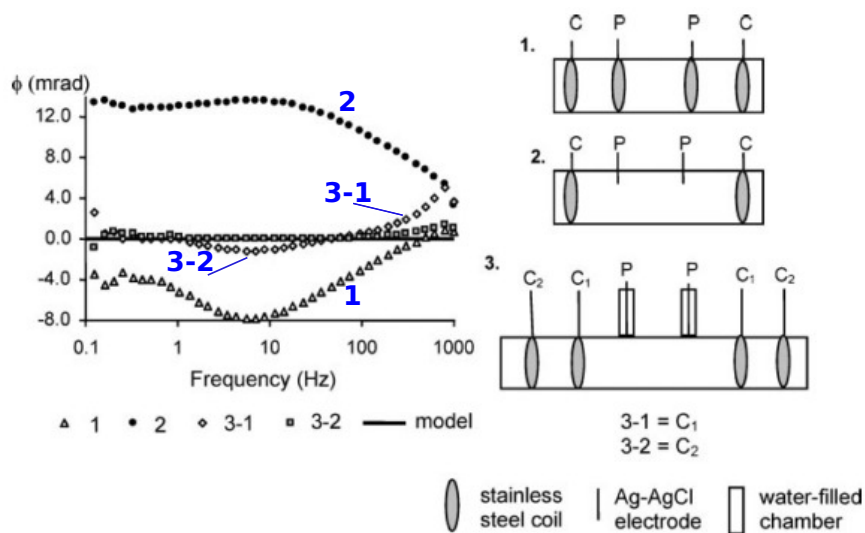 ϕ (mrad)
12.0
8.0
4.0
0.0
-4.0
-8.0
0.1 1 10 100 1000
Frequency (Hz)
2
3-1
3-2
1
1 2 3-1 3-2 model
1.
C P P C
2.
C P P C
3.
C₂ C₁ P P C₁ C₂
3-1 = C₁
3-2 = C₂
stainless
steel coil
Ag-AgCl
electrode
water-filled
chamber